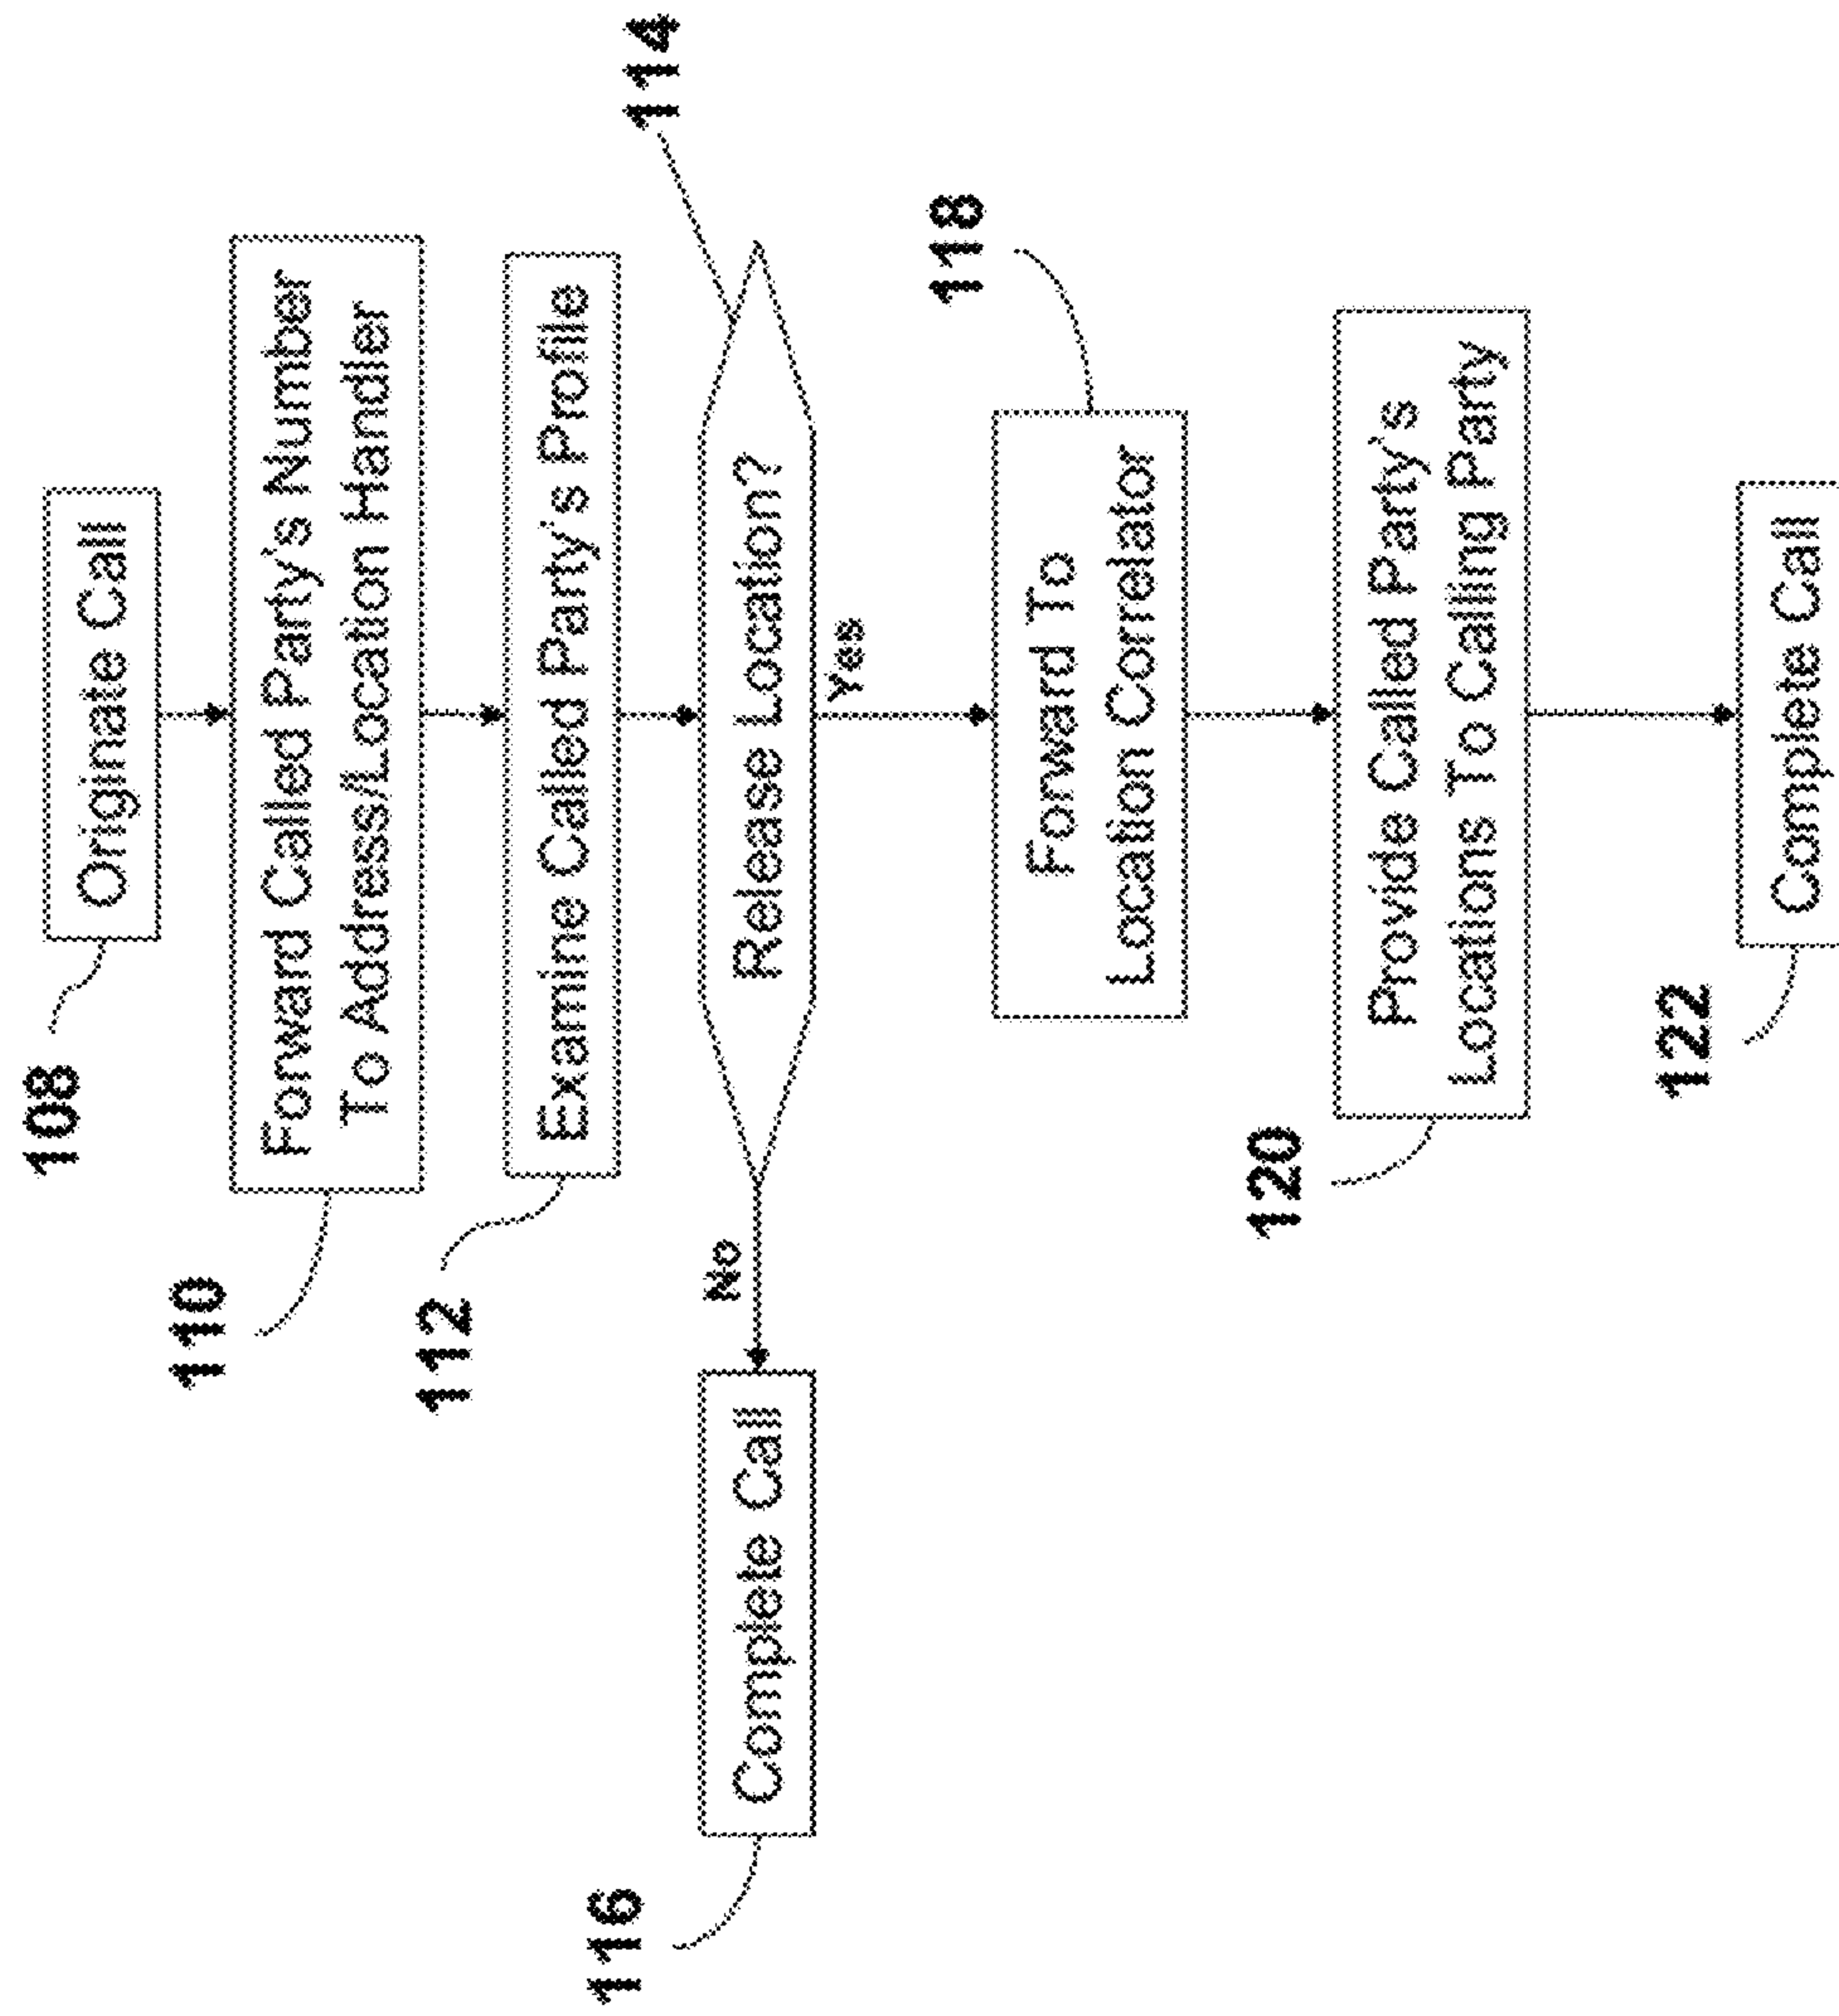 108
Originate Call
110
Forward Called Party's Number
To Address/Location Handler
112
Examine Called Party's Profile
114
Release Location?
No
Yes
116
Complete Call
118
Forward To
Location Correlator
120
Provide Called Party's
Locations To Calling Party
122
Complete Call